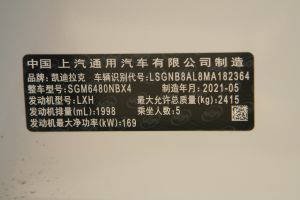 中国 上汽通用汽车有限公司制造
品牌:凯迪拉克 车辆识别代号:LSGNB8AL8MA182364
整车型号:SGM6480NBX4 制造年月:2021-05
发动机型号:LXH 最大允许总质量(kg):2415
发动机排量(mL):1998 乘坐人数:5
发动机最大净功率(kW):169